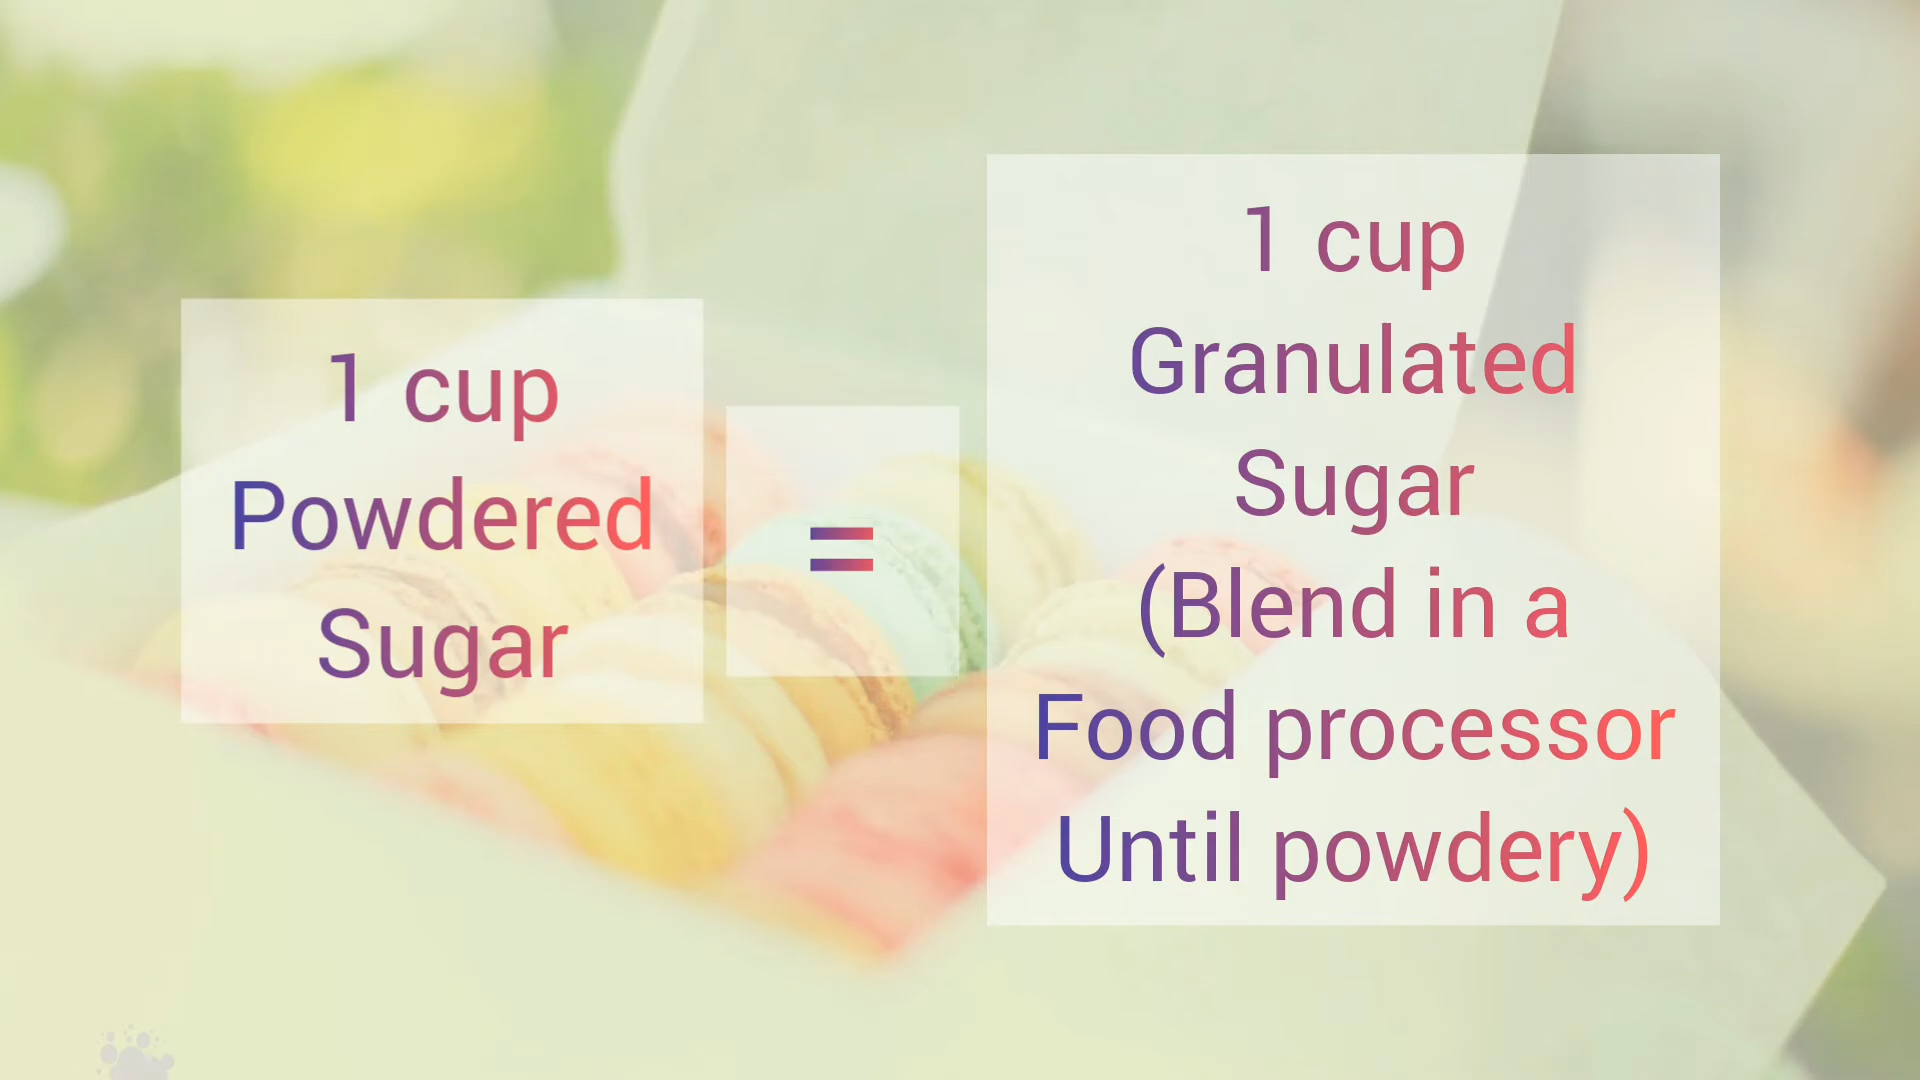 1 cup
Powdered
Sugar
=
1 cup
Granulated
Sugar
(Blend in a
Food processor
Until powdery)